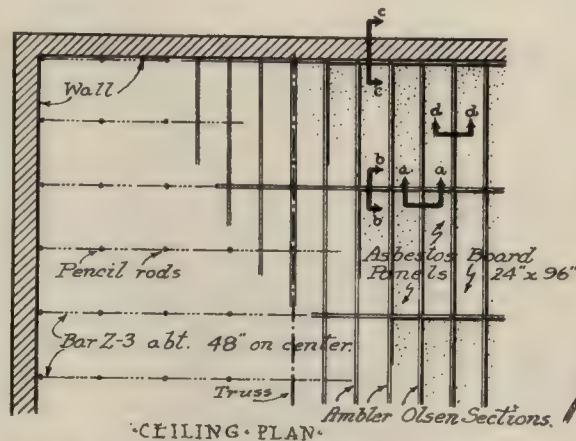 c
Wall
c
d d
b
a a
b
Asbestos Board
Pencil rods
Panels 24"x 96"
Bar Z-3 abt. 48" on center.
Truss
Ambler Olsen Sections.
·CEILING·PLAN·